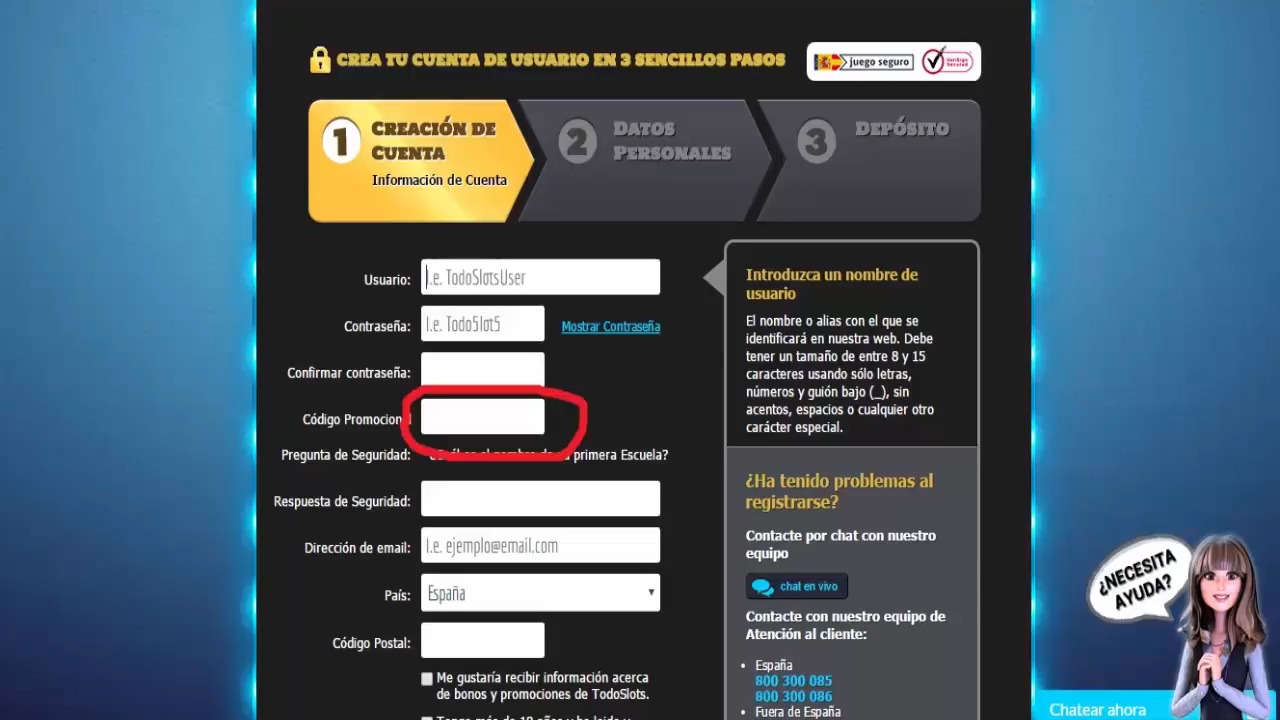 CREA TU CUENTA DE USUARIO EN 3 SENCILLOS PASOS
juego seguro
1
CREACIÓN DE
CUENTA
Información de Cuenta
2
DATOS
PERSONALES
3
DEPÓSITO
Usuario:
I.e. TodoSlotsUser
Contraseña:
I.e. Todo5lot5
Mostrar Contraseña
Confirmar contraseña:
Código Promocion
Pregunta de Seguridad:
primera Escuela?
Respuesta de Seguridad:
Dirección de email:
I.e. ejemplo@email.com
País:
España
Código Postal:
Me gustaría recibir información acerca
de bonos y promociones de TodoSlots.
Introduzca un nombre de
usuario
El nombre o alias con el que se
identificará en nuestra web. Debe
tener un tamaño de entre 8 y 15
caracteres usando sólo letras,
números y guión bajo (_), sin
acentos, espacios o cualquier otro
carácter especial.
¿Ha tenido problemas al
registrarse?
Contacte por chat con nuestro
equipo
chat en vivo
Contacte con nuestro equipo de
Atención al cliente:
• España
800 300 085
800 300 086
• Fuera de España
¿NECESITA
AYUDA?
Chatear ahora